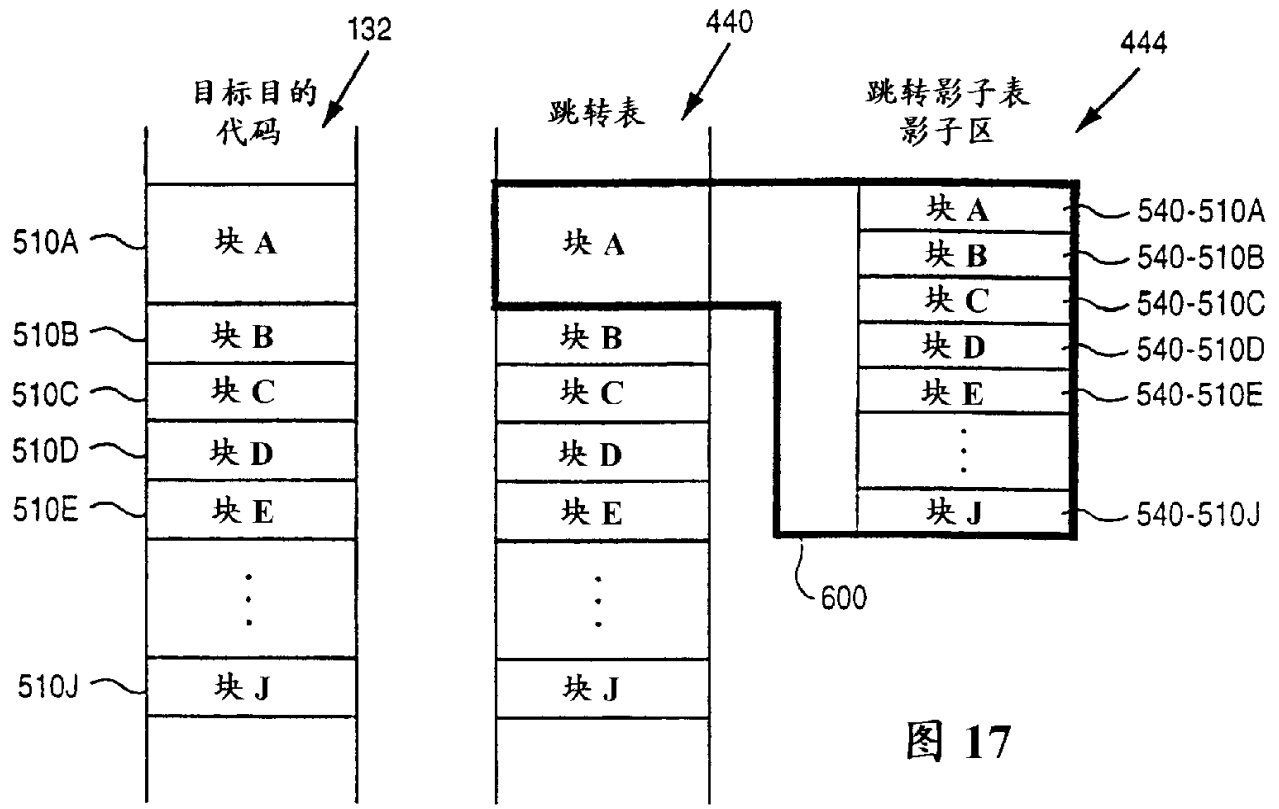 132
目标目的
代码
510A
块 A
510B
块 B
510C
块 C
510D
块 D
510E
块 E
510J
块 J
440
跳转表
块 A
块 B
块 C
块 D
块 E
块 J
444
跳转影子表
影子区
块 A
540-510A
块 B
540-510B
块 C
540-510C
块 D
540-510D
块 E
540-510E
块 J
540-510J
600
图 17